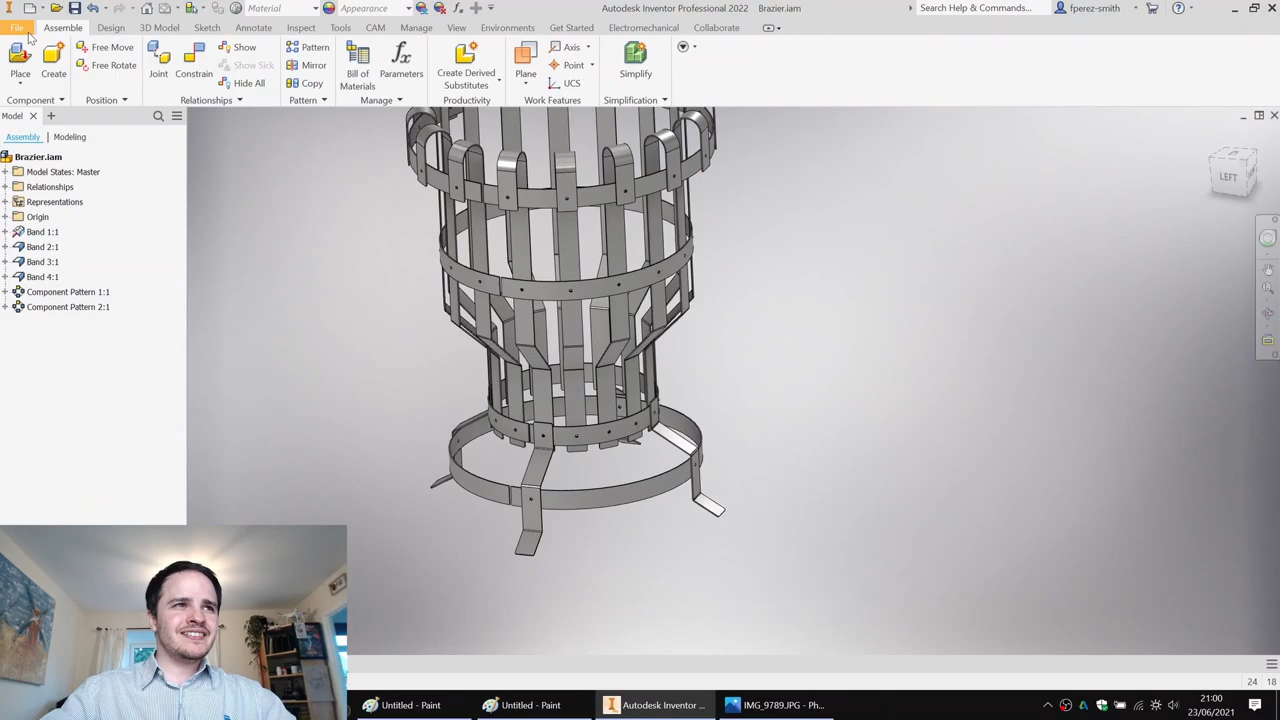 Material
Appearance
Autodesk Inventor Professional 2022 Brazier.iam
Search Help & Commands...
fperez-smith
File Assemble Design 3D Model Sketch Annotate Inspect Tools CAM Manage View Environments Get Started Electromechanical Collaborate
Place
Create
Free Move
Free Rotate
Joint
Constrain
Show
Show Sick
Hide All
Pattern
Mirror
Copy
Bill of
Materials
Parameters
Create Derived
Substitutes
Plane
Axis
Point
UCS
Simplify
Component Position Relationships Pattern Manage Productivity Work Features Simplification
Model
Assembly Modeling
Brazier.iam
Model States: Master
Relationships
Representations
Origin
Band 1:1
Band 2:1
Band 3:1
Band 4:1
Component Pattern 1:1
Component Pattern 2:1
LEFT
24 18
Untitled - Paint
Untitled - Paint
Autodesk Inventor ...
IMG_9789.JPG - Ph...
21:00
23/06/2021